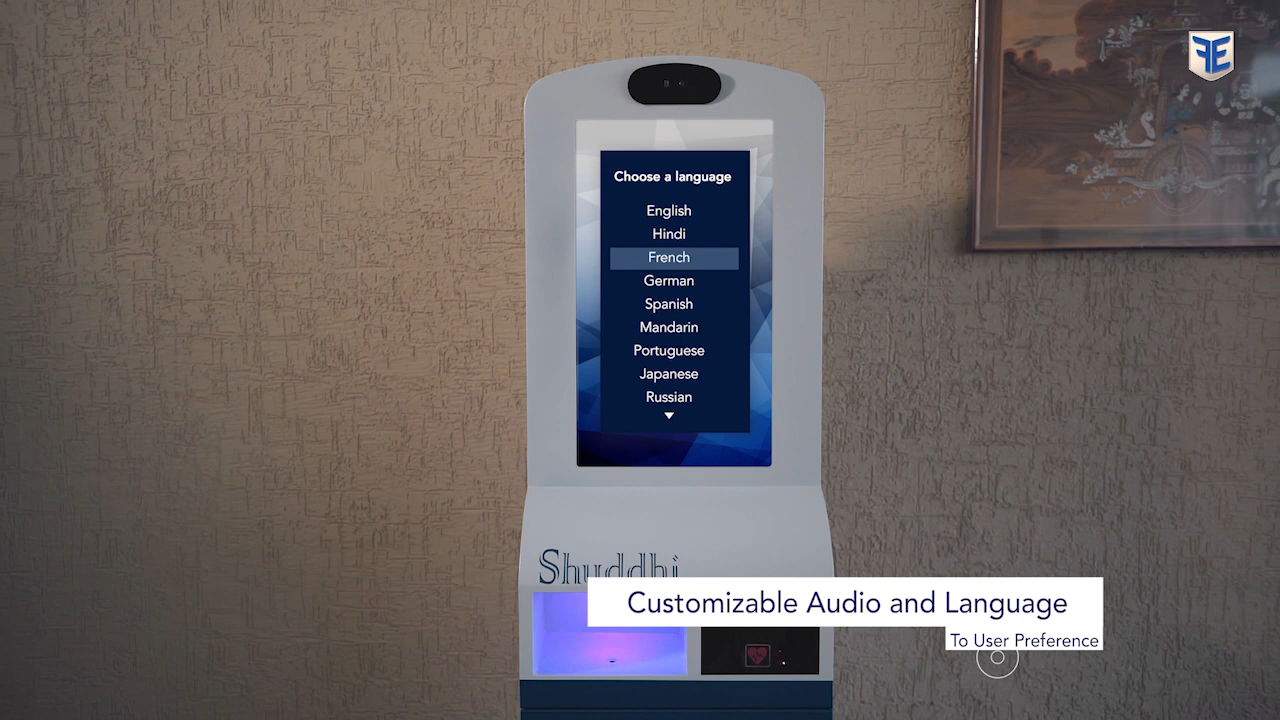 FE
Choose a language
English
Hindi
French
German
Spanish
Mandarin
Portuguese
Japanese
Russian
Shuddhi
Customizable Audio and Language
To User Preference